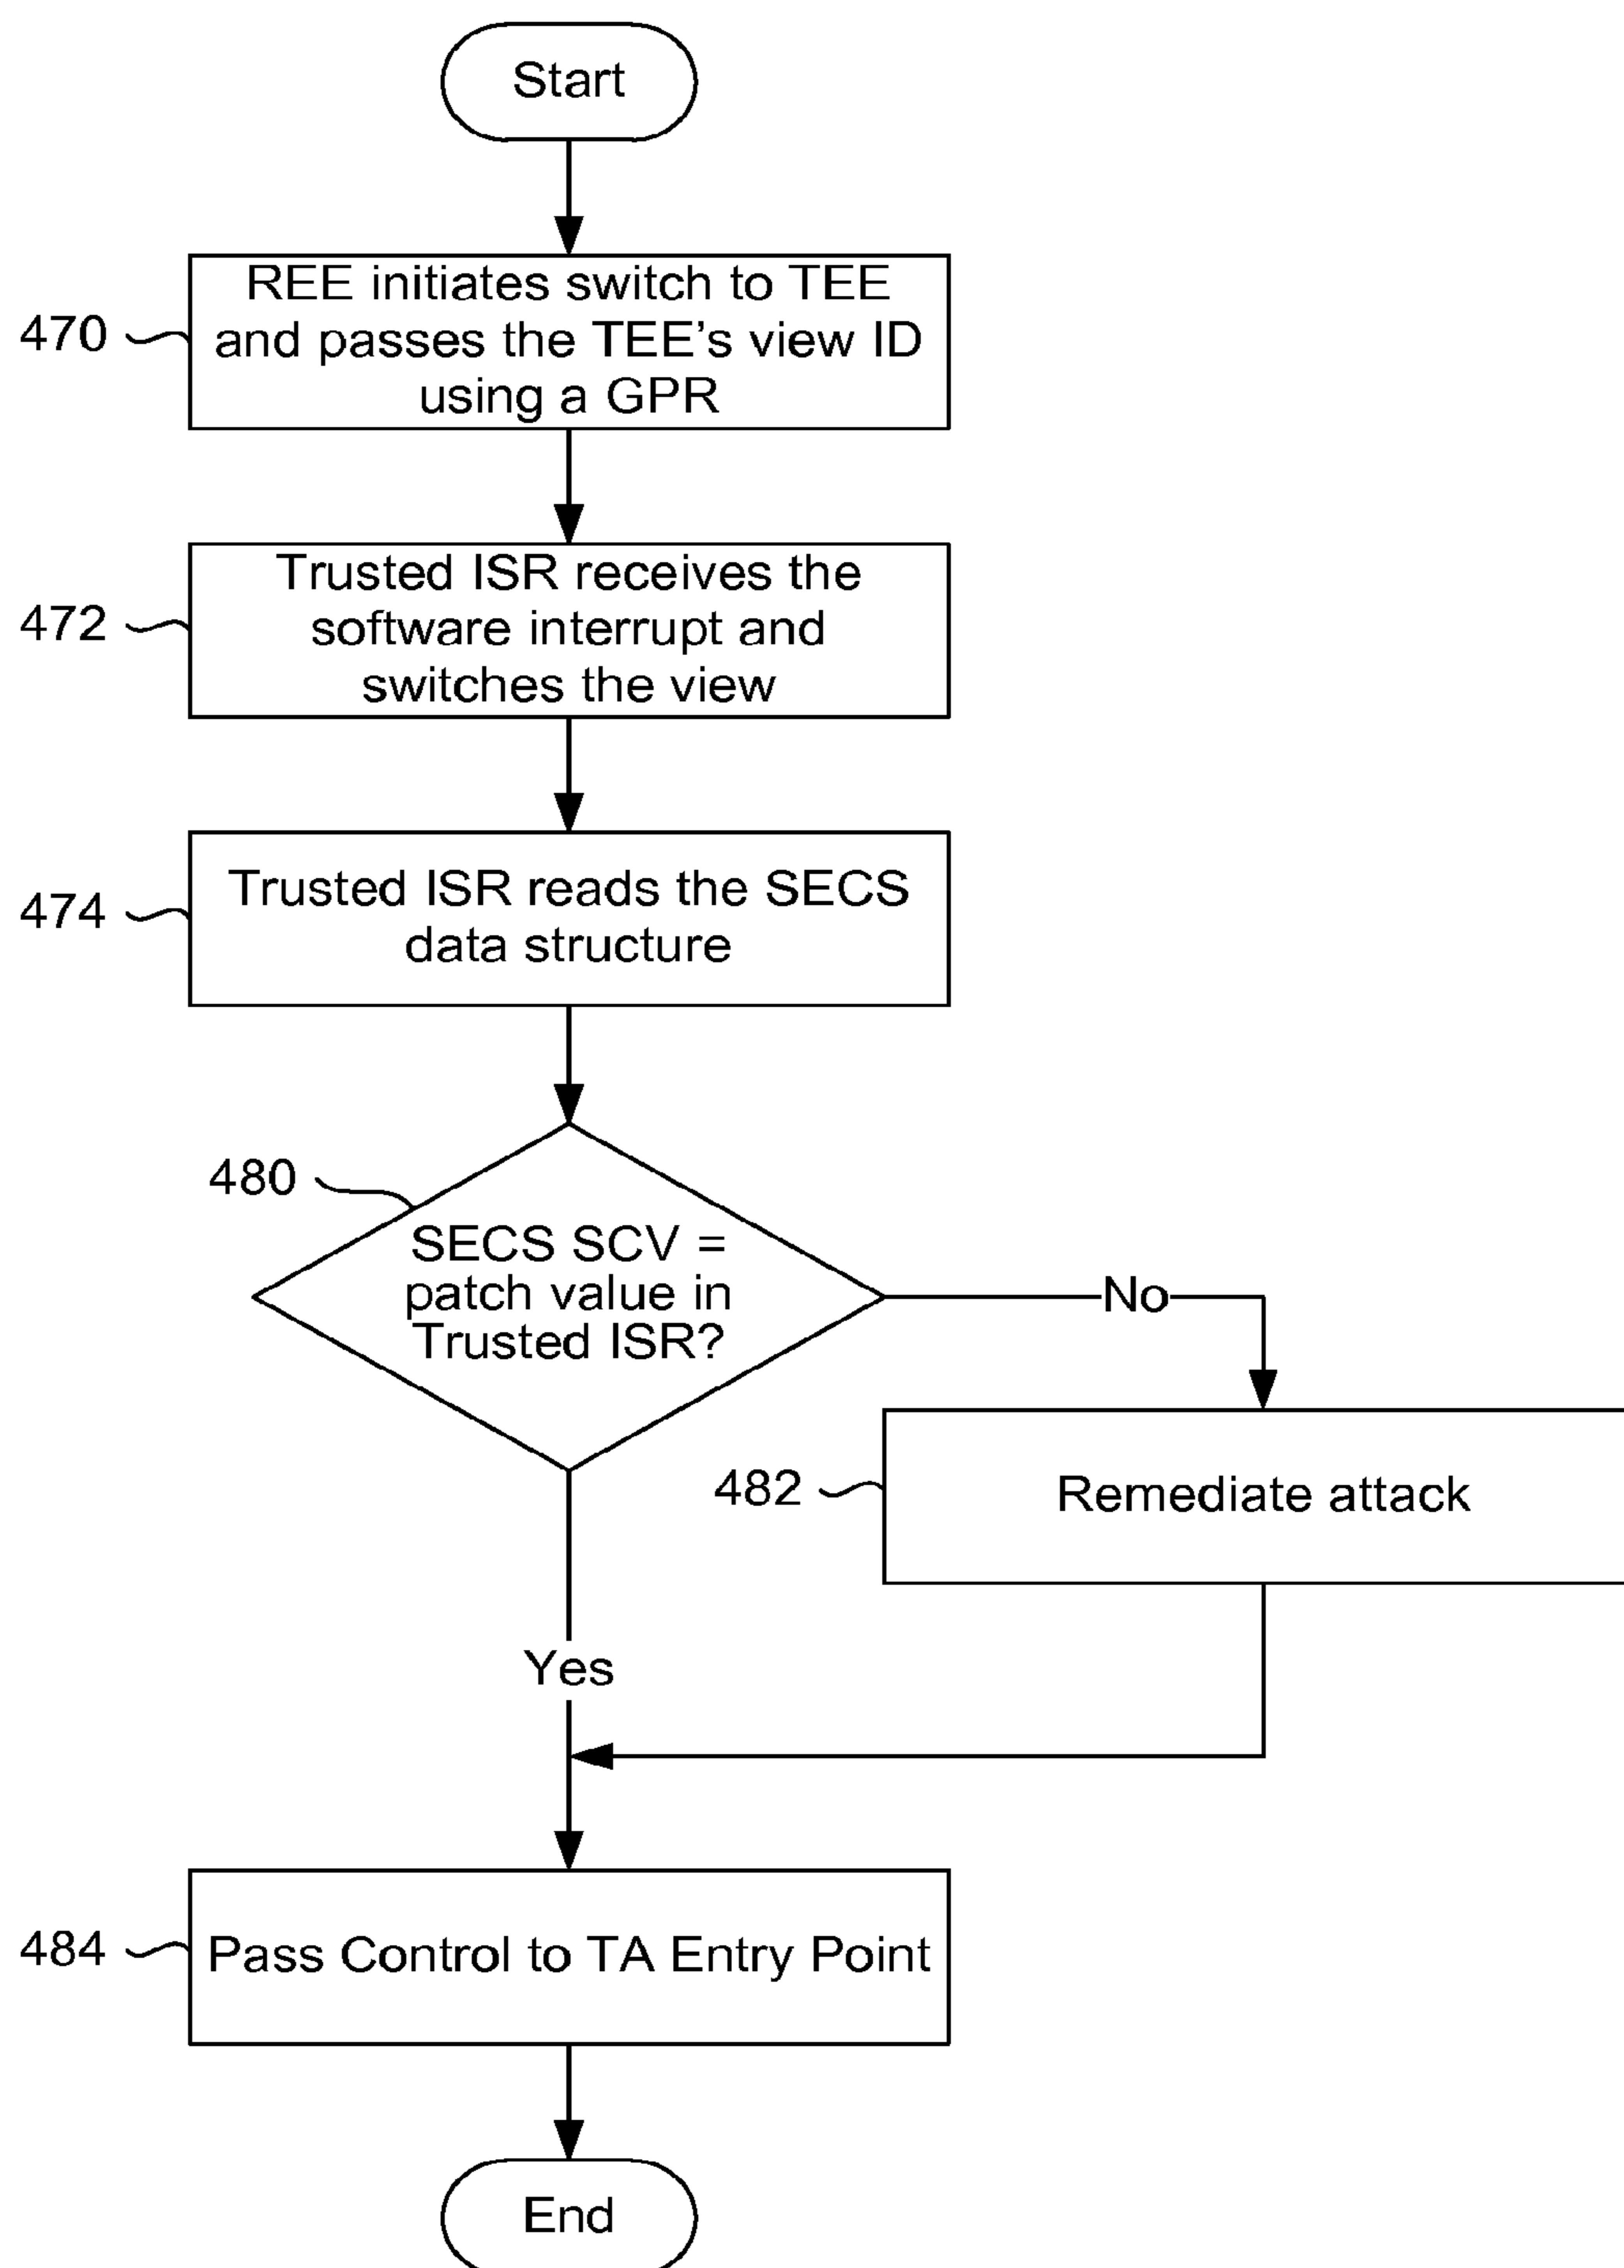 Start
470
REE initiates switch to TEE
and passes the TEE's view ID
using a GPR
472
Trusted ISR receives the
software interrupt and
switches the view
474
Trusted ISR reads the SECS
data structure
480
SECS SCV =
patch value in
Trusted ISR?
No
482
Remediate attack
Yes
484
Pass Control to TA Entry Point
End